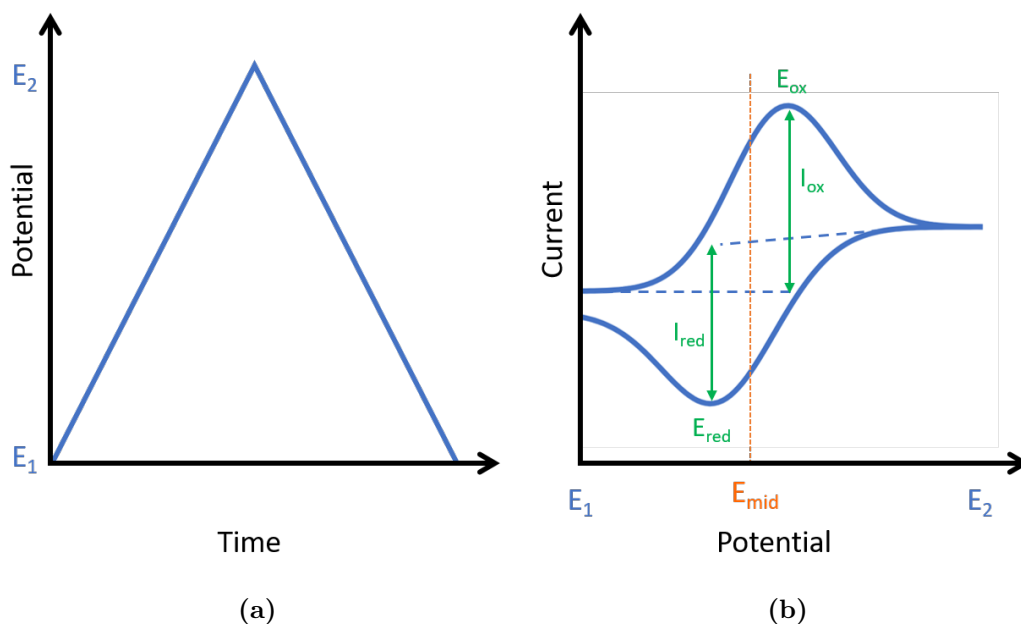 E2
Potential
E1
Time
(a)
Current
Eox
Iox
Ired
Ered
E1
Emid
E2
Potential
(b)